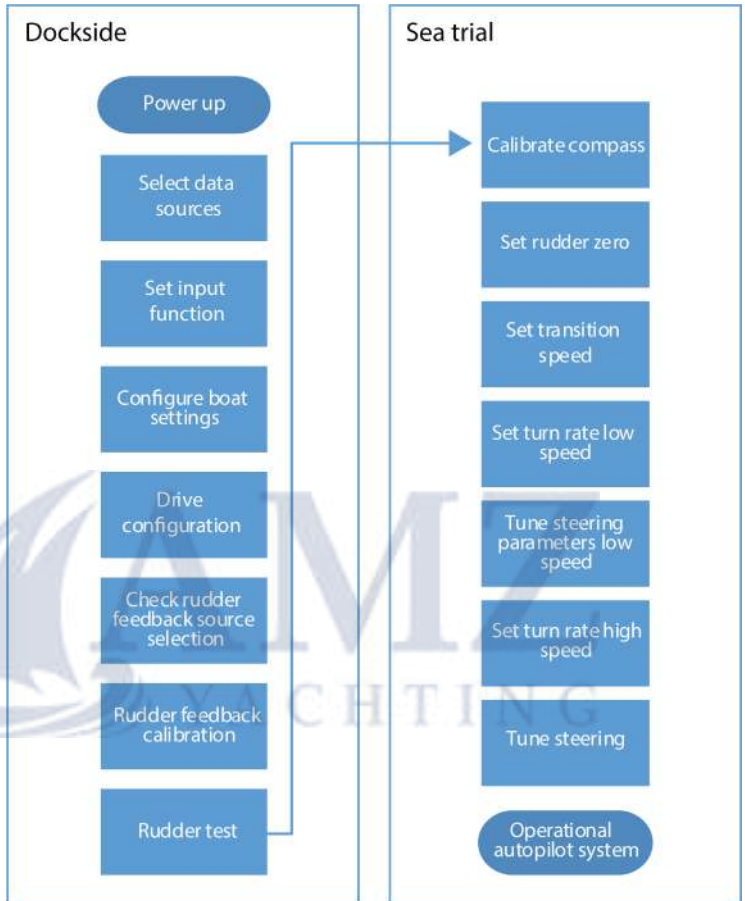 Dockside
Power up
Select data
sources
Set input
function
Configure boat
settings
Drive
configuration
Check rudder
feedback source
selection
Rudder feedback
calibration
Rudder test
Sea trial
Calibrate compass
Set rudder zero
Set transition
speed
Set turn rate low
speed
Tune steering
parameters low
speed
Set turn rate high
speed
Tune steering
Operational
autopilot system
AMZ
YACHTING